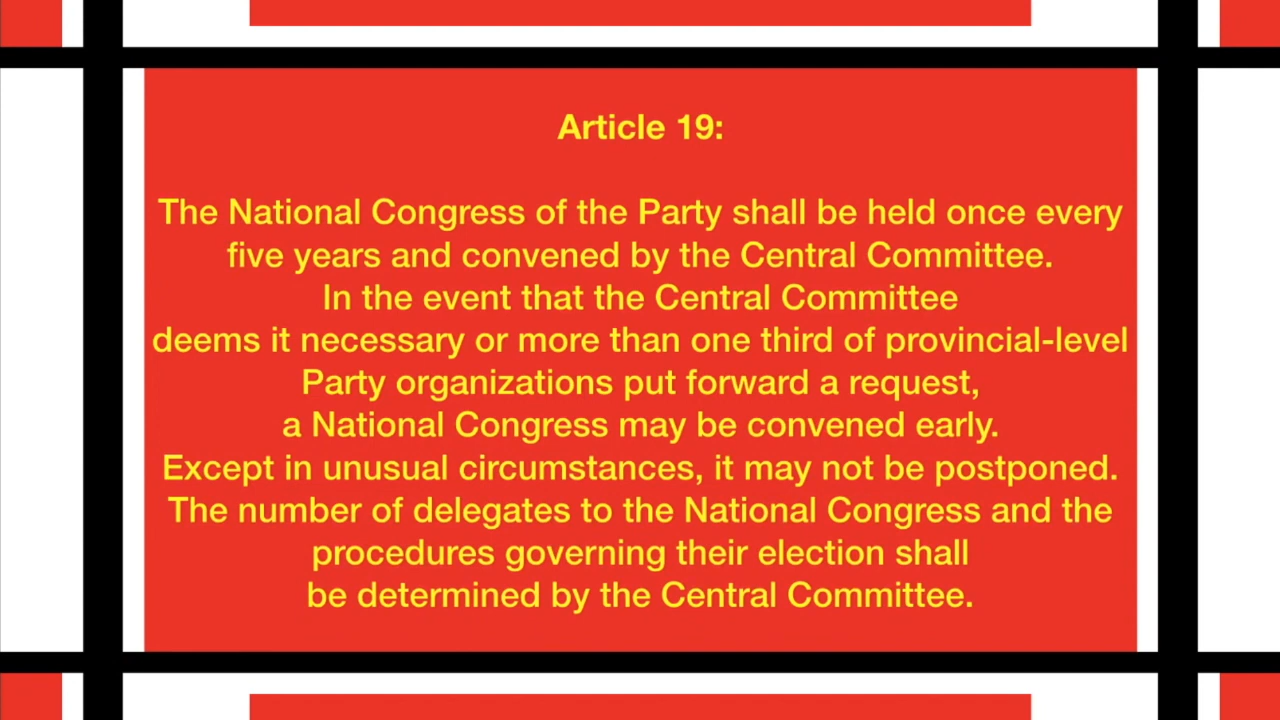 Article 19:
The National Congress of the Party shall be held once every
five years and convened by the Central Committee.
In the event that the Central Committee
deems it necessary or more than one third of provincial-level
Party organizations put forward a request,
a National Congress may be convened early.
Except in unusual circumstances, it may not be postponed.
The number of delegates to the National Congress and the
procedures governing their election shall
be determined by the Central Committee.